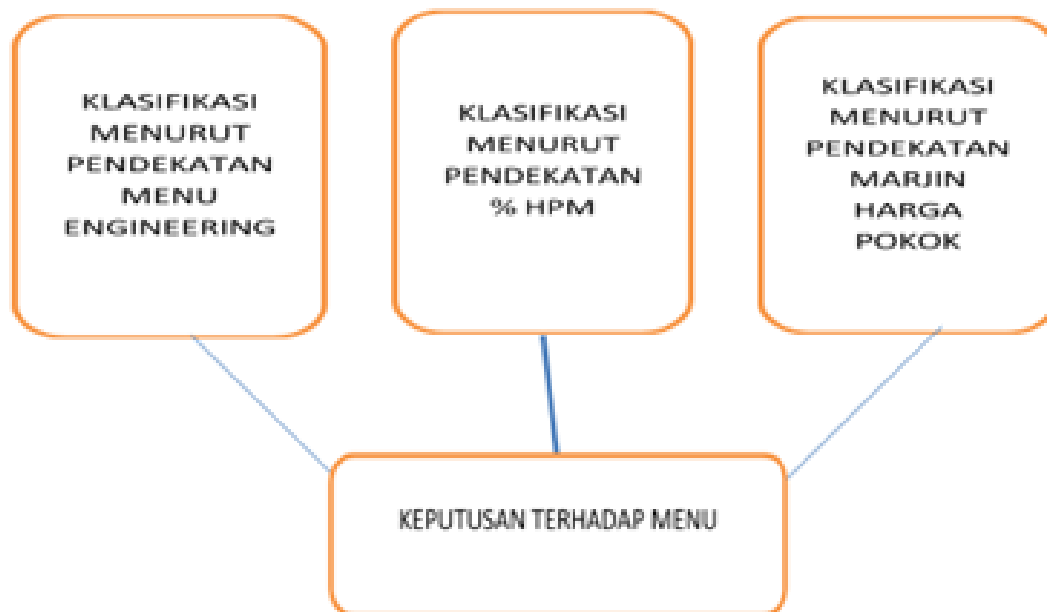 KLASIFIKASI
MENURUT
PENDEKATAN
MENU
ENGINEERING
KLASIFIKASI
MENURUT
PENDEKATAN
% HPM
KLASIFIKASI
MENURUT
PENDEKATAN
MARJIN
HARGA
POKOK
KEPUTUSAN TERHADAP MENU